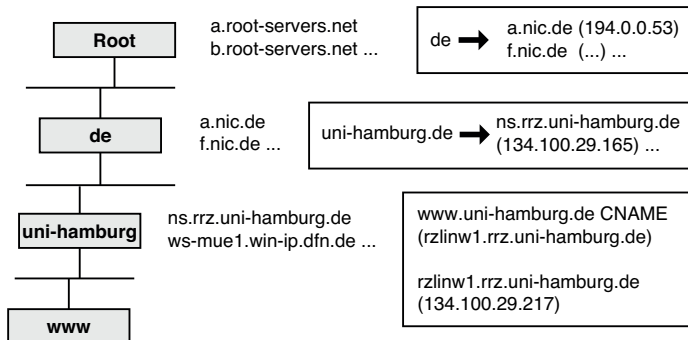 Root
a.root-servers.net
b.root-servers.net ...
de → a.nic.de (194.0.0.53)
f.nic.de (...) ...
de
a.nic.de
f.nic.de ...
uni-hamburg.de → ns.rrz.uni-hamburg.de
(134.100.29.165) ...
uni-hamburg
ns.rrz.uni-hamburg.de
ws-mue1.win-ip.dfn.de ...
www.uni-hamburg.de CNAME
(rzlinw1.rrz.uni-hamburg.de)
rzlinw1.rrz.uni-hamburg.de
(134.100.29.217)
www